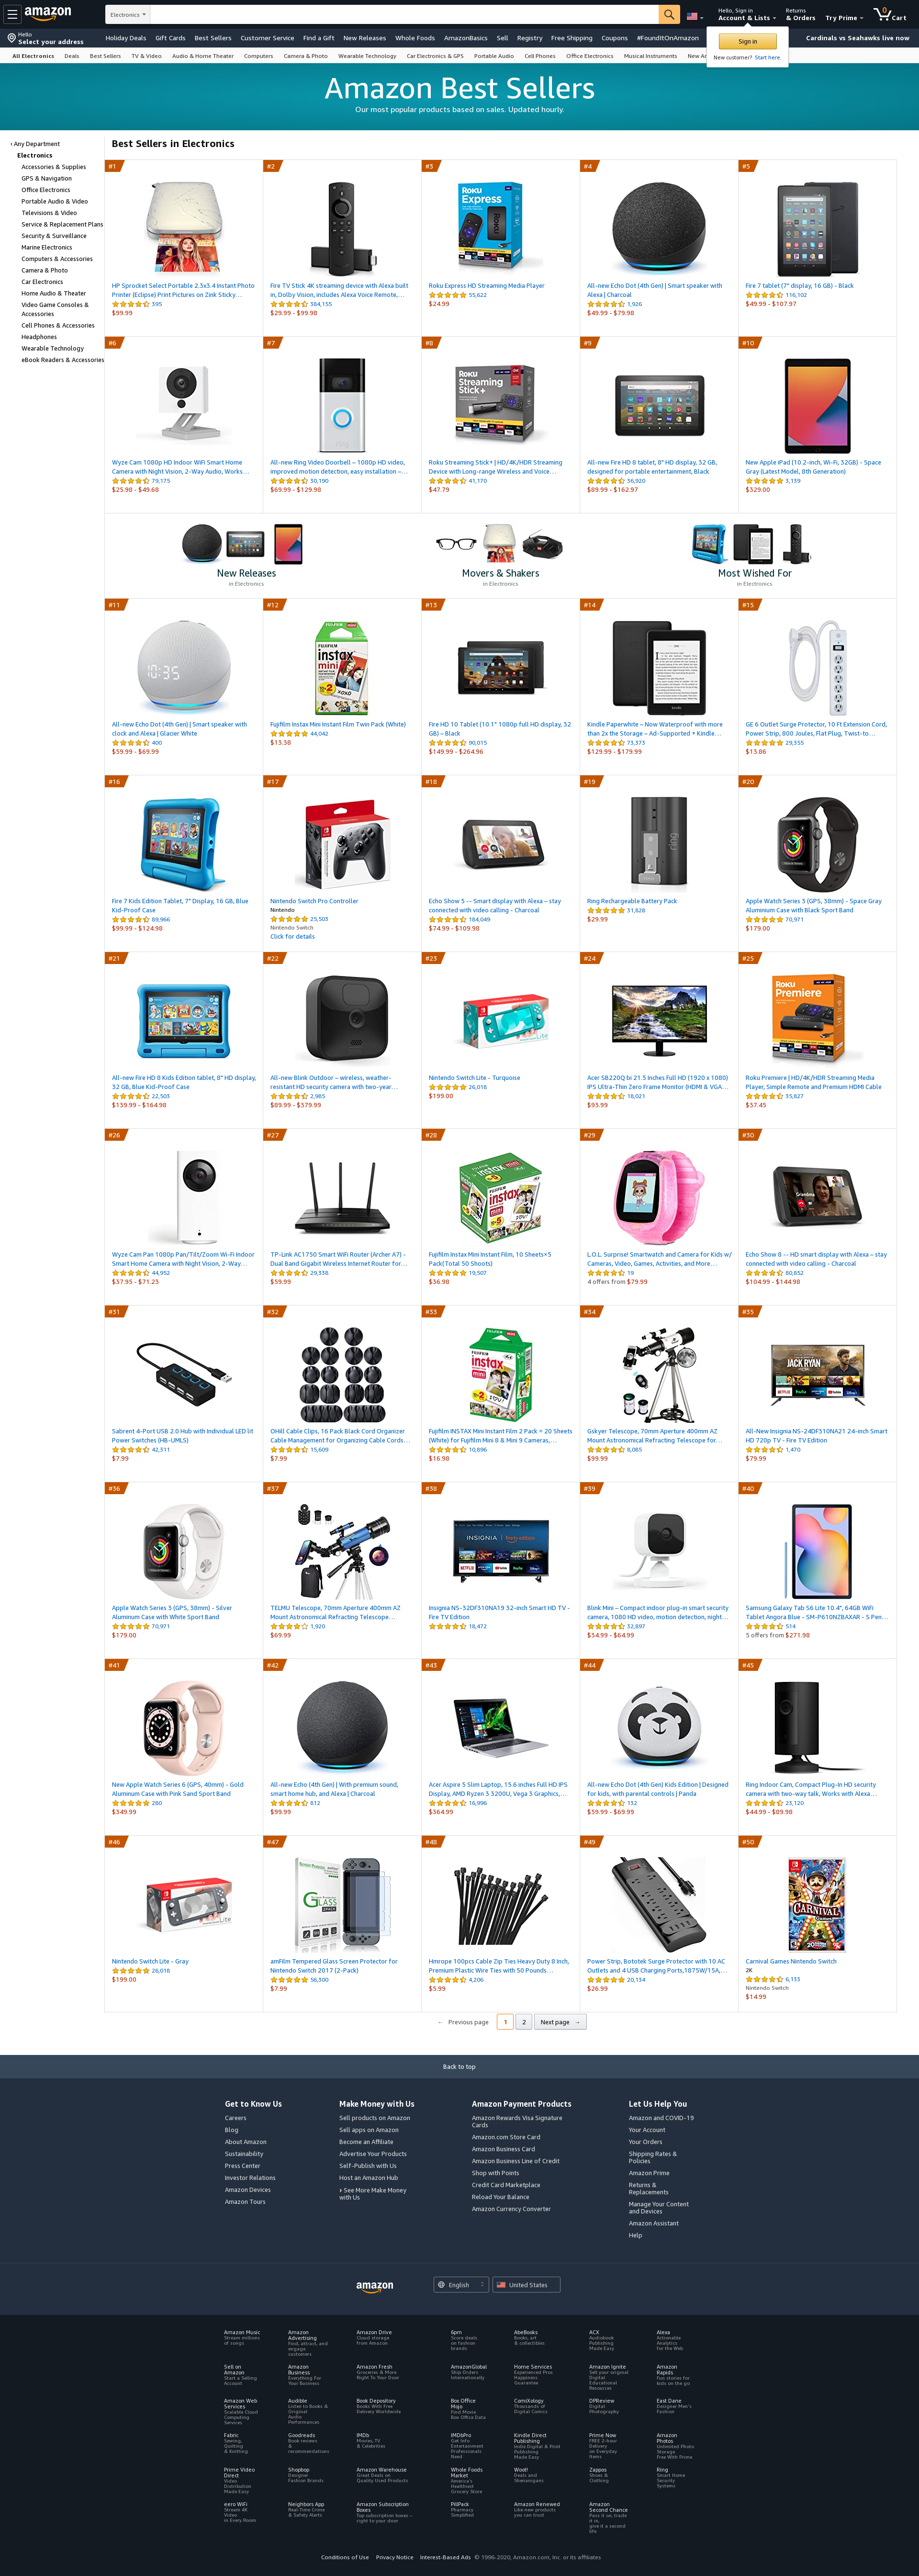 amazon
Electronics
Hello, Sign in
Account & Lists
Returns
& Orders
Try Prime
0
Cart
Hello
Select your address
Holiday Deals
Gift Cards
Best Sellers
Customer Service
Find a Gift
New Releases
Whole Foods
AmazonBasics
Sell
Registry
Free Shipping
Coupons
#FoundItOnAmazon
Cardinals vs Seahawks live now
Sign in
New customer? Start here.
All Electronics
Deals
Best Sellers
TV & Video
Audio & Home Theater
Computers
Camera & Photo
Wearable Technology
Car Electronics & GPS
Portable Audio
Cell Phones
Office Electronics
Musical Instruments
Amazon Best Sellers
Our most popular products based on sales. Updated hourly.
‹ Any Department
Electronics
Accessories & Supplies
GPS & Navigation
Office Electronics
Portable Audio & Video
Televisions & Video
Service & Replacement Plans
Security & Surveillance
Marine Electronics
Computers & Accessories
Camera & Photo
Car Electronics
Home Audio & Theater
Video Game Consoles &
Accessories
Cell Phones & Accessories
Headphones
Wearable Technology
eBook Readers & Accessories
Best Sellers in Electronics
#1
HP Sprocket Select Portable 2.3x3.4 Instant Photo
Printer (Eclipse) Print Pictures on Zink Sticky…
395
$99.99
#2
Fire TV Stick 4K streaming device with Alexa built
in, Dolby Vision, includes Alexa Voice Remote,…
384,155
$29.99 - $99.98
#3
Roku Express HD Streaming Media Player
55,622
$24.99
#4
All-new Echo Dot (4th Gen) | Smart speaker with
Alexa | Charcoal
1,926
$49.99 - $79.98
#5
Fire 7 tablet (7" display, 16 GB) - Black
116,102
$49.99 - $107.97
#6
Wyze Cam 1080p HD Indoor WiFi Smart Home
Camera with Night Vision, 2-Way Audio, Works…
79,175
$25.98 - $49.68
#7
All-new Ring Video Doorbell – 1080p HD video,
improved motion detection, easy installation –…
30,190
$69.99 - $129.98
#8
Roku Streaming Stick+ | HD/4K/HDR Streaming
Device with Long-range Wireless and Voice…
41,170
$47.79
#9
All-new Fire HD 8 tablet, 8" HD display, 32 GB,
designed for portable entertainment, Black
36,920
$89.99 - $162.97
#10
New Apple iPad (10.2-inch, Wi-Fi, 32GB) - Space
Gray (Latest Model, 8th Generation)
3,139
$329.00
New Releases
in Electronics
Movers & Shakers
in Electronics
Most Wished For
in Electronics
#11
All-new Echo Dot (4th Gen) | Smart speaker with
clock and Alexa | Glacier White
400
$59.99 - $69.99
#12
Fujifilm Instax Mini Instant Film Twin Pack (White)
44,042
$13.38
#13
Fire HD 10 Tablet (10.1" 1080p full HD display, 32
GB) – Black
90,015
$149.99 - $264.96
#14
Kindle Paperwhite – Now Waterproof with more
than 2x the Storage – Ad-Supported + Kindle…
73,373
$129.99 - $179.99
#15
GE 6 Outlet Surge Protector, 10 Ft Extension Cord,
Power Strip, 800 Joules, Flat Plug, Twist-to…
29,355
$13.86
#16
Fire 7 Kids Edition Tablet, 7" Display, 16 GB, Blue
Kid-Proof Case
89,966
$99.99 - $124.98
#17
Nintendo Switch Pro Controller
Nintendo
25,503
Nintendo Switch
Click for details
#18
Echo Show 5 -- Smart display with Alexa – stay
connected with video calling - Charcoal
184,049
$74.99 - $109.98
#19
Ring Rechargeable Battery Pack
31,828
$29.99
#20
Apple Watch Series 3 (GPS, 38mm) - Space Gray
Aluminium Case with Black Sport Band
70,971
$179.00
#21
All-new Fire HD 8 Kids Edition tablet, 8" HD display,
32 GB, Blue Kid-Proof Case
22,503
$139.99 - $164.98
#22
All-new Blink Outdoor – wireless, weather-
resistant HD security camera with two-year…
2,985
$89.99 - $379.99
#23
Nintendo Switch Lite - Turquoise
26,018
$199.00
#24
Acer SB220Q bi 21.5 Inches Full HD (1920 x 1080)
IPS Ultra-Thin Zero Frame Monitor (HDMI & VGA…
18,021
$93.99
#25
Roku Premiere | HD/4K/HDR Streaming Media
Player, Simple Remote and Premium HDMI Cable
35,827
$37.45
#26
Wyze Cam Pan 1080p Pan/Tilt/Zoom Wi-Fi Indoor
Smart Home Camera with Night Vision, 2-Way…
44,952
$37.95 - $71.23
#27
TP-Link AC1750 Smart WiFi Router (Archer A7) -
Dual Band Gigabit Wireless Internet Router for…
29,338
$59.99
#28
Fujifilm Instax Mini Instant Film, 10 Sheets×5
Pack(Total 50 Shoots)
19,507
$36.98
#29
L.O.L. Surprise! Smartwatch and Camera for Kids w/
Cameras, Video, Games, Activities, and More…
19
4 offers from $79.99
#30
Echo Show 8 -- HD smart display with Alexa – stay
connected with video calling - Charcoal
80,852
$104.99 - $144.98
#31
Sabrent 4-Port USB 2.0 Hub with Individual LED lit
Power Switches (HB-UMLS)
42,311
$7.99
#32
OHill Cable Clips, 16 Pack Black Cord Organizer
Cable Management for Organizing Cable Cords…
15,609
$7.99
#33
Fujifilm INSTAX Mini Instant Film 2 Pack = 20 Sheets
(White) for Fujifilm Mini 8 & Mini 9 Cameras,…
10,896
$16.98
#34
Gskyer Telescope, 70mm Aperture 400mm AZ
Mount Astronomical Refracting Telescope for…
8,085
$99.99
#35
All-New Insignia NS-24DF310NA21 24-inch Smart
HD 720p TV - Fire TV Edition
1,470
$79.99
#36
Apple Watch Series 3 (GPS, 38mm) - Silver
Aluminum Case with White Sport Band
70,971
$179.00
#37
TELMU Telescope, 70mm Aperture 400mm AZ
Mount Astronomical Refracting Telescope…
1,920
$69.99
#38
Insignia NS-32DF310NA19 32-inch Smart HD TV -
Fire TV Edition
18,472
#39
Blink Mini – Compact indoor plug-in smart security
camera, 1080 HD video, motion detection, night…
32,897
$34.99 - $64.99
#40
Samsung Galaxy Tab S6 Lite 10.4", 64GB WiFi
Tablet Angora Blue - SM-P610NZBAXAR - S Pen…
514
5 offers from $271.98
#41
New Apple Watch Series 6 (GPS, 40mm) - Gold
Aluminum Case with Pink Sand Sport Band
280
$349.99
#42
All-new Echo (4th Gen) | With premium sound,
smart home hub, and Alexa | Charcoal
812
$99.99
#43
Acer Aspire 5 Slim Laptop, 15.6 inches Full HD IPS
Display, AMD Ryzen 3 3200U, Vega 3 Graphics,…
16,996
$364.99
#44
All-new Echo Dot (4th Gen) Kids Edition | Designed
for kids, with parental controls | Panda
132
$59.99 - $69.99
#45
Ring Indoor Cam, Compact Plug-In HD security
camera with two-way talk, Works with Alexa…
23,120
$44.99 - $89.98
#46
Nintendo Switch Lite - Gray
26,018
$199.00
#47
amFilm Tempered Glass Screen Protector for
Nintendo Switch 2017 (2-Pack)
56,300
$7.99
#48
Hmrope 100pcs Cable Zip Ties Heavy Duty 8 Inch,
Premium Plastic Wire Ties with 50 Pounds…
4,206
$5.99
#49
Power Strip, Bototek Surge Protector with 10 AC
Outlets and 4 USB Charging Ports,1875W/15A,…
20,134
$26.99
#50
Carnival Games Nintendo Switch
2K
6,133
Nintendo Switch
$14.99
← Previous page
1
2
Next page →
Back to top
Get to Know Us
Careers
Blog
About Amazon
Sustainability
Press Center
Investor Relations
Amazon Devices
Amazon Tours
Make Money with Us
Sell products on Amazon
Sell apps on Amazon
Become an Affiliate
Advertise Your Products
Self-Publish with Us
Host an Amazon Hub
› See More Make Money
with Us
Amazon Payment Products
Amazon Rewards Visa Signature
Cards
Amazon.com Store Card
Amazon Business Card
Amazon Business Line of Credit
Shop with Points
Credit Card Marketplace
Reload Your Balance
Amazon Currency Converter
Let Us Help You
Amazon and COVID-19
Your Account
Your Orders
Shipping Rates &
Policies
Amazon Prime
Returns &
Replacements
Manage Your Content
and Devices
Amazon Assistant
Help
amazon
English
United States
Amazon Music
Stream millions
of songs
Amazon
Advertising
Find, attract, and
engage
customers
Amazon Drive
Cloud storage
from Amazon
6pm
Score deals
on fashion
brands
AbeBooks
Books, art
& collectibles
ACX
Audiobook
Publishing
Made Easy
Alexa
Actionable
Analytics
for the Web
Sell on
Amazon
Start a Selling
Account
Amazon
Business
Everything For
Your Business
Amazon Fresh
Groceries & More
Right To Your Door
AmazonGlobal
Ship Orders
Internationally
Home Services
Experienced Pros
Happiness
Guarantee
Amazon Ignite
Sell your original
Digital
Educational
Resources
Amazon
Rapids
Fun stories for
kids on the go
Amazon Web
Services
Scalable Cloud
Computing
Services
Audible
Listen to Books &
Original
Audio
Performances
Book Depository
Books With Free
Delivery Worldwide
Box Office
Mojo
Find Movie
Box Office Data
ComiXology
Thousands of
Digital Comics
DPReview
Digital
Photography
East Dane
Designer Men's
Fashion
Fabric
Sewing,
Quilting
& Knitting
Goodreads
Book reviews
&
recommendations
IMDb
Movies, TV
& Celebrities
IMDbPro
Get Info
Entertainment
Professionals
Need
Kindle Direct
Publishing
Indie Digital & Print
Publishing
Made Easy
Prime Now
FREE 2-hour
Delivery
on Everyday
Items
Amazon
Photos
Unlimited Photo
Storage
Free With Prime
Prime Video
Direct
Video
Distribution
Made Easy
Shopbop
Designer
Fashion Brands
Amazon Warehouse
Great Deals on
Quality Used Products
Whole Foods
Market
America's
Healthiest
Grocery Store
Woot!
Deals and
Shenanigans
Zappos
Shoes &
Clothing
Ring
Smart Home
Security
Systems
eero WiFi
Stream 4K
Video
in Every Room
Neighbors App
Real-Time Crime
& Safety Alerts
Amazon Subscription
Boxes
Top subscription boxes –
right to your door
PillPack
Pharmacy
Simplified
Amazon Renewed
Like-new products
you can trust
Amazon
Second Chance
Pass it on, trade
it in,
give it a second
life
Conditions of Use
Privacy Notice
Interest-Based Ads
© 1996-2020, Amazon.com, Inc. or its affiliates